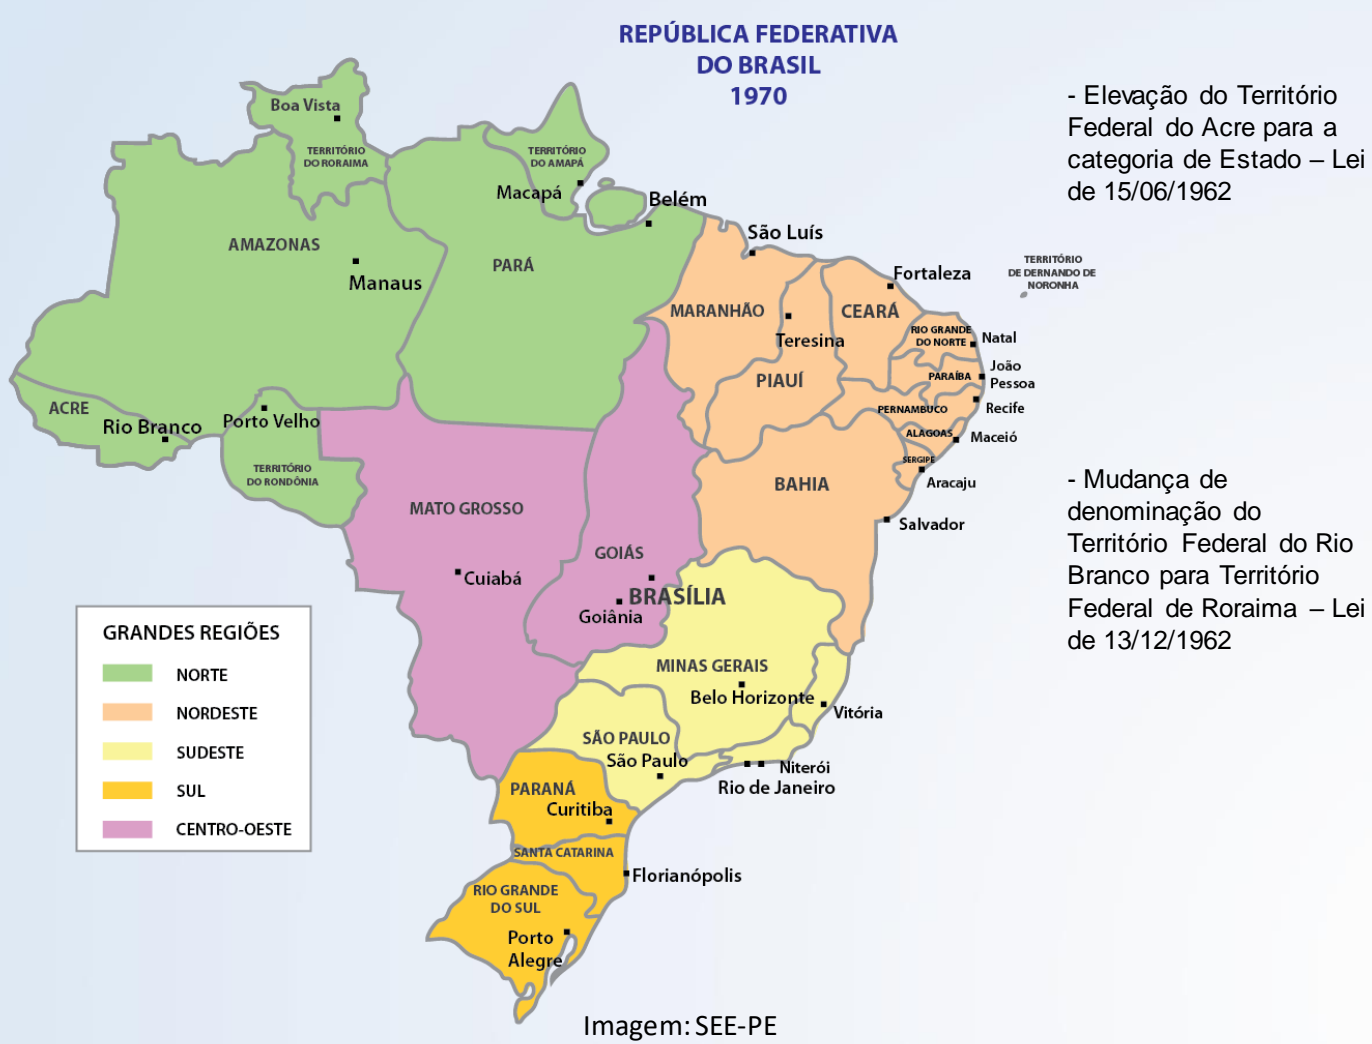 REPÚBLICA FEDERATIVA
DO BRASIL
1970
- Elevação do Território
Federal do Acre para a
categoria de Estado – Lei
de 15/06/1962
Boa Vista
TERRITÓRIO
DO RORAIMA
TERRITÓRIO
DO AMAPÁ
Macapá
Belém
AMAZONAS
Manaus
PARÁ
São Luís
MARANHÃO
Teresina
PIAUÍ
CEARÁ
Fortaleza
TERRITÓRIO
DE DERNANDO DE
NORONHA
RIO GRANDE
DO NORTE
Natal
PARAÍBA
João
Pessoa
PERNAMBUCO
Recife
ALAGOAS
Maceió
SERGIPE
Aracaju
BAHIA
Salvador
ACRE
Rio Branco
Porto Velho
TERRITÓRIO
DO RONDÔNIA
MATO GROSSO
Cuiabá
GOIÁS
BRASÍLIA
Goiânia
- Mudança de
denominação do
Território Federal do Rio
Branco para Território
Federal de Roraima – Lei
de 13/12/1962
MINAS GERAIS
Belo Horizonte
Vitória
SÃO PAULO
São Paulo
Niterói
Rio de Janeiro
PARANÁ
Curitiba
SANTA CATARINA
Florianópolis
RIO GRANDE
DO SUL
Porto
Alegre
GRANDES REGIÕES
NORTE
NORDESTE
SUDESTE
SUL
CENTRO-OESTE
Imagem: SEE-PE